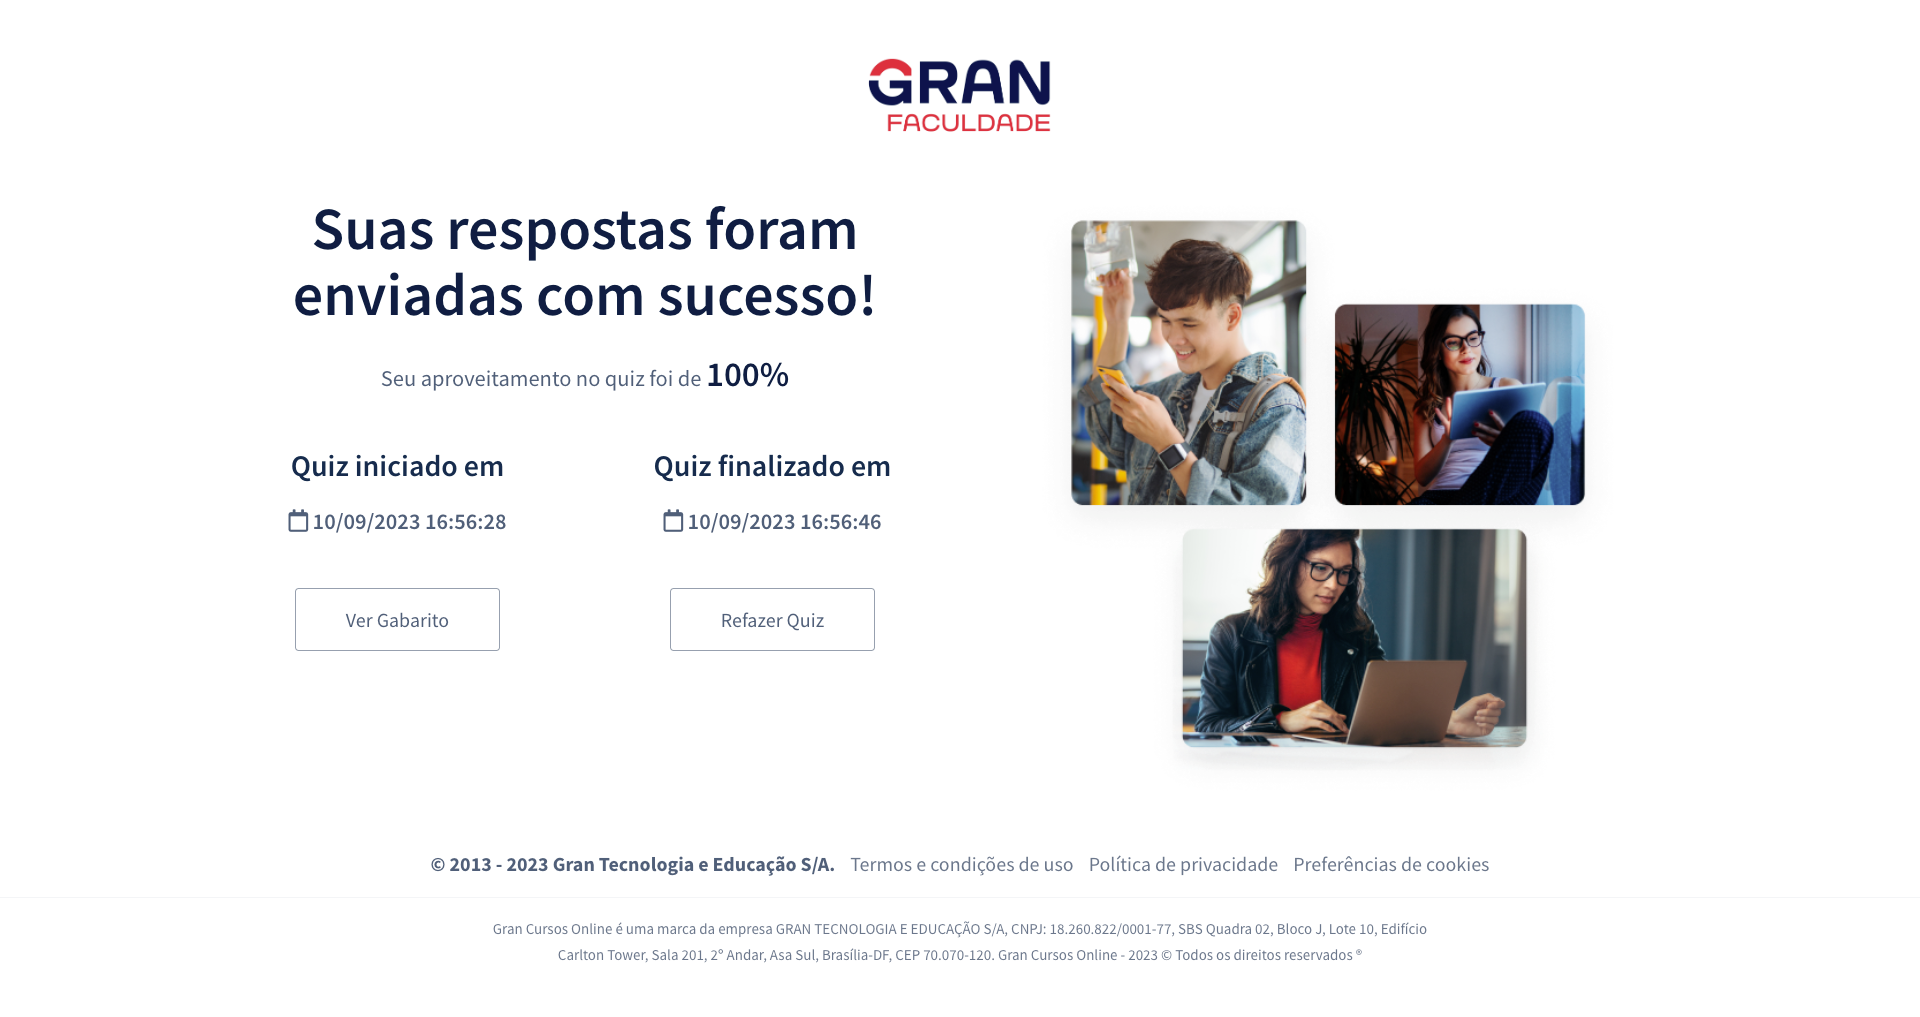 GRAN
FACULDADE
Suas respostas foram
enviadas com sucesso!
Seu aproveitamento no quiz foi de 100%
Quiz iniciado em
10/09/2023 16:56:28
Quiz finalizado em
10/09/2023 16:56:46
Ver Gabarito
Refazer Quiz
© 2013 - 2023 Gran Tecnologia e Educação S/A. Termos e condições de uso Política de privacidade Preferências de cookies
Gran Cursos Online é uma marca da empresa GRAN TECNOLOGIA E EDUCAÇÃO S/A, CNPJ: 18.260.822/0001-77, SBS Quadra 02, Bloco J, Lote 10, Edifício
Carlton Tower, Sala 201, 2º Andar, Asa Sul, Brasília-DF, CEP 70.070-120. Gran Cursos Online - 2023 © Todos os direitos reservados ®